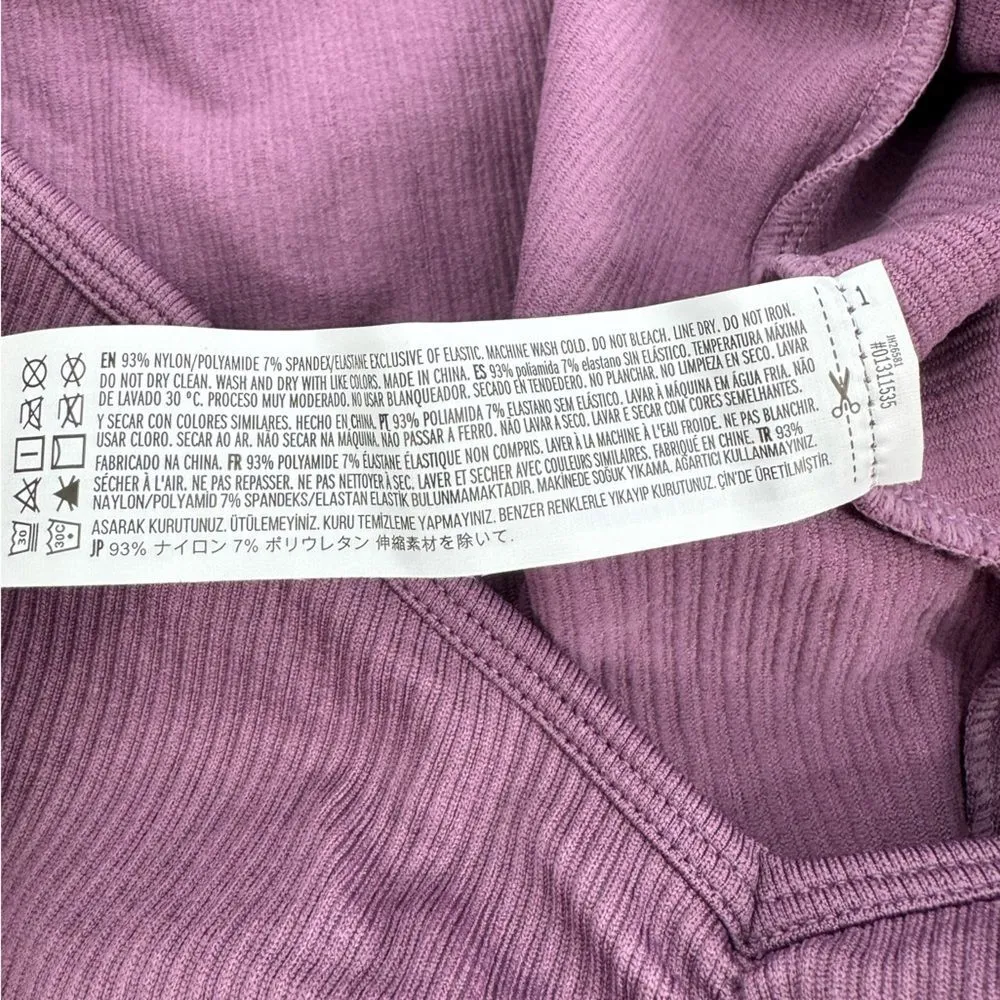 EN 93% NYLON/POLYAMIDE 7% SPANDEX/ELASTANE EXCLUSIVE OF ELASTIC. MACHINE WASH COLD. DO NOT BLEACH. LINE DRY. DO NOT IRON.
DO NOT DRY CLEAN. WASH AND DRY WITH LIKE COLORS. MADE IN CHINA. ES 93% poliamida 7% elastano SIN ELÁSTICO. TEMPERATURA MÁXIMA
DE LAVADO 30 °C. PROCESO MUY MODERADO. NO USAR BLANQUEADOR. SECADO EN TENDEDERO. NO PLANCHAR. NO LIMPIEZA EN SECO. LAVAR
Y SECAR CON COLORES SIMILARES. HECHO EN CHINA. PT 93% POLIAMIDA 7% ELASTANO SEM ELÁSTICO. LAVAR À MÁQUINA EM ÁGUA FRIA. NÃO
USAR CLORO. SECAR AO AR. NÃO SECAR NA MÁQUINA. NÃO PASSAR A FERRO. NÃO LAVAR A SECO. LAVAR E SECAR COM CORES SEMELHANTES.
FABRICADO NA CHINA. FR 93% POLYAMIDE 7% ÉLASTANE ÉLASTIQUE NON COMPRIS. LAVER À LA MACHINE À L'EAU FROIDE. NE PAS BLANCHIR.
SÉCHER À L'AIR. NE PAS REPASSER. NE PAS NETTOYER À SEC. LAVER ET SÉCHER AVEC COULEURS SIMILAIRES. FABRIQUÉ EN CHINE. TR 93%
NAYLON/POLYAMİD 7% SPANDEKS/ELASTAN ELASTİK BULUNMAMAKTADIR. MAKİNEDE SOĞUK YIKAMA. AĞARTICI KULLANMAYINIZ.
ASARAK KURUTUNUZ. ÜTÜLEMEYİNİZ. KURU TEMİZLEME YAPMAYINIZ. BENZER RENKLERLE YIKAYIP KURUTUNUZ. ÇİN'DE ÜRETİLMİŞTİR.
JP 93% ナイロン 7% ポリウレタン 伸縮素材を除いて.
30
30C
1
IH26581
#01311535